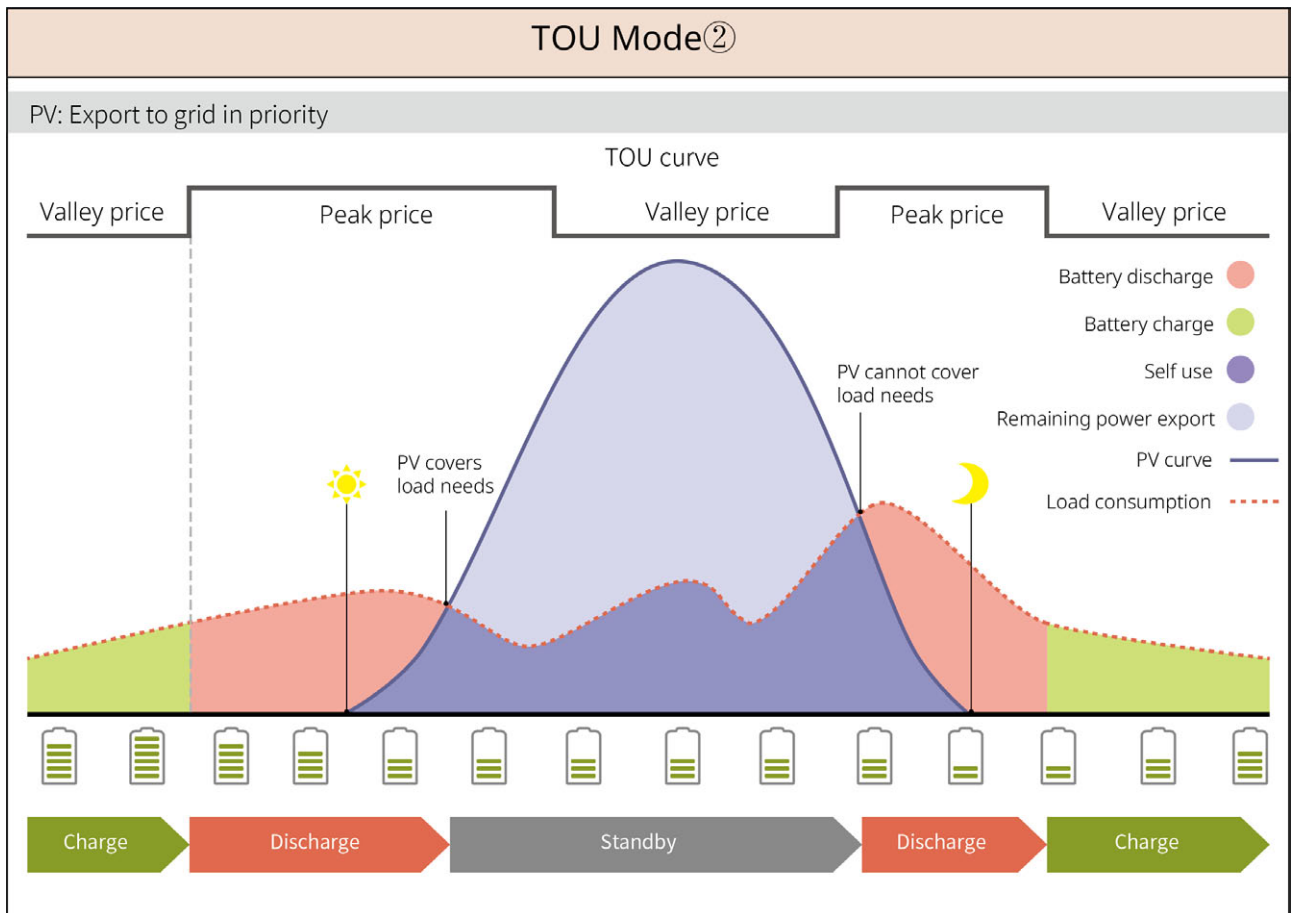 TOU Mode②
PV: Export to grid in priority
TOU curve
Valley price
Peak price
Valley price
Peak price
Valley price
Battery discharge
Battery charge
Self use
Remaining power export
PV curve
Load consumption
PV cannot cover
load needs
PV covers
load needs
Charge
Discharge
Standby
Discharge
Charge